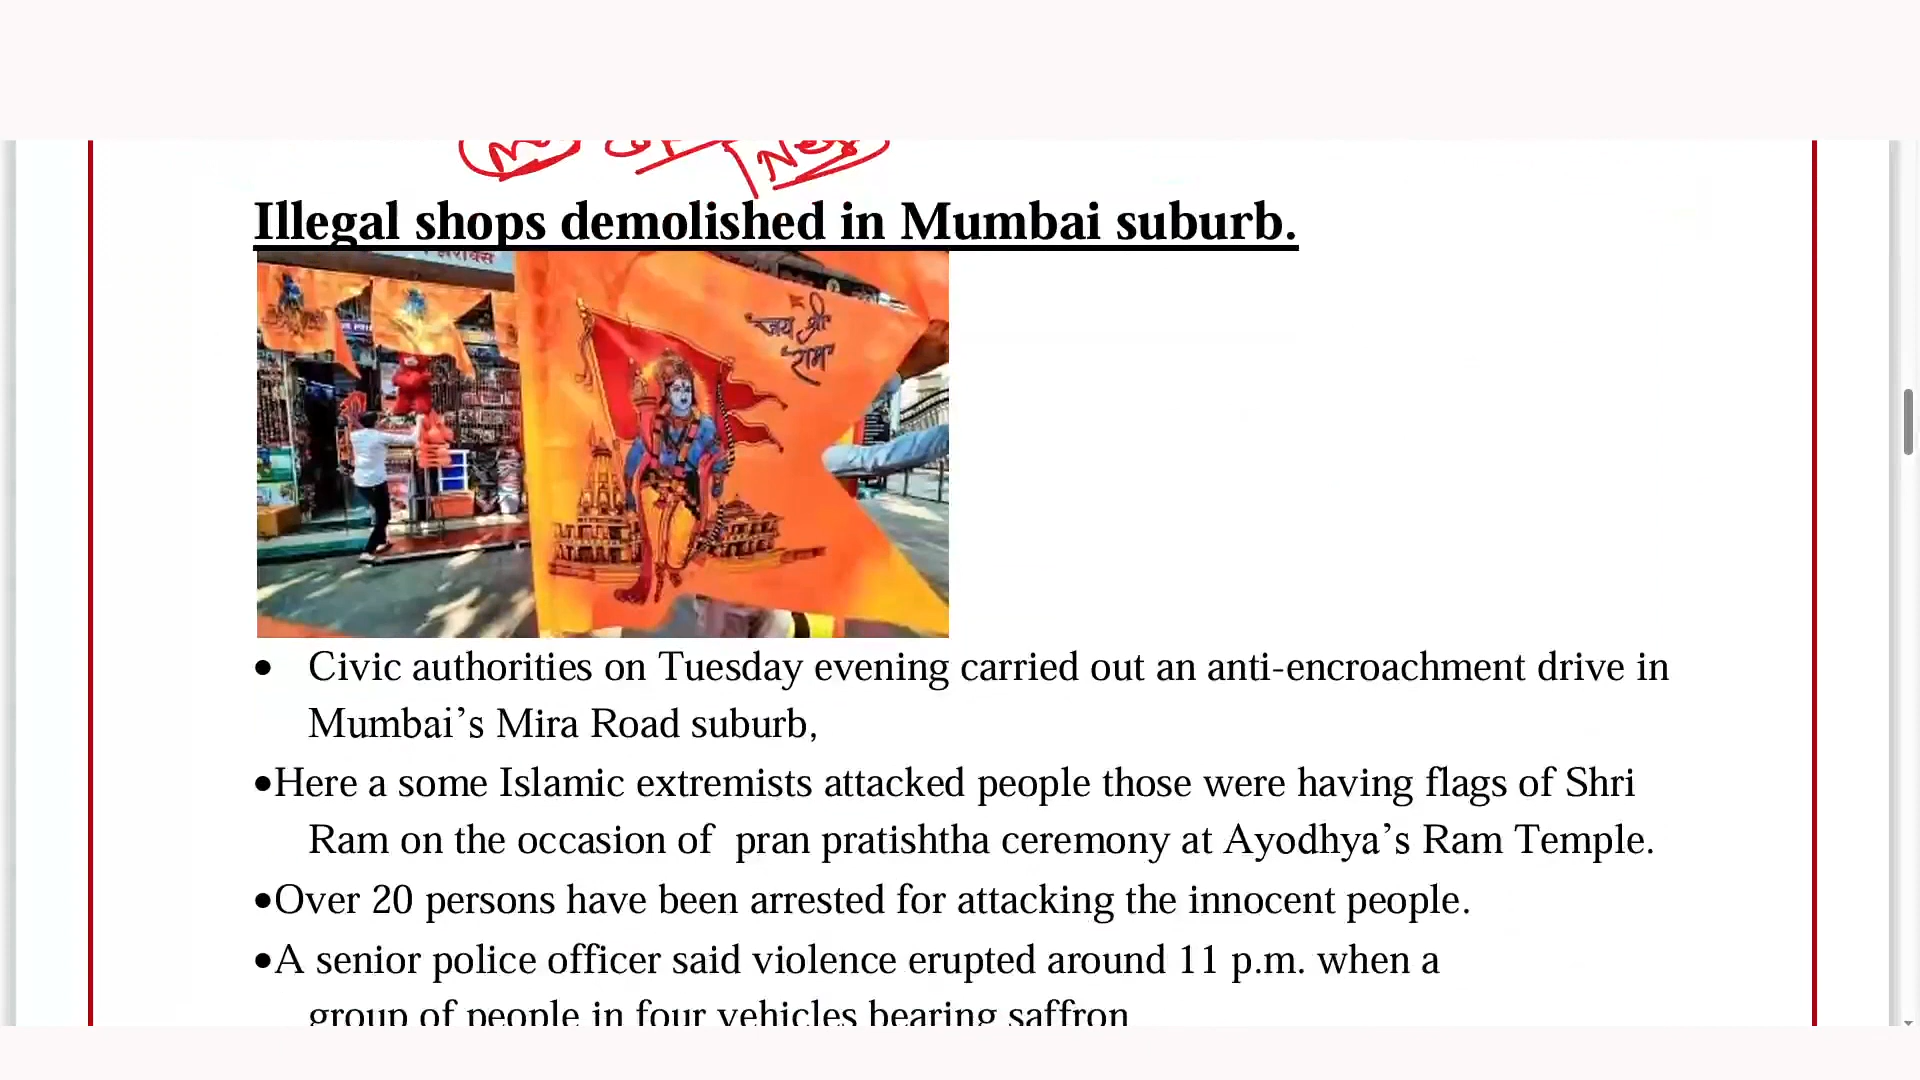 Illegal shops demolished in Mumbai suburb.
जय श्री
राम
• Civic authorities on Tuesday evening carried out an anti-encroachment drive in
Mumbai’s Mira Road suburb,
•Here a some Islamic extremists attacked people those were having flags of Shri
Ram on the occasion of pran pratishtha ceremony at Ayodhya’s Ram Temple.
•Over 20 persons have been arrested for attacking the innocent people.
•A senior police officer said violence erupted around 11 p.m. when a
group of people in four vehicles bearing saffron